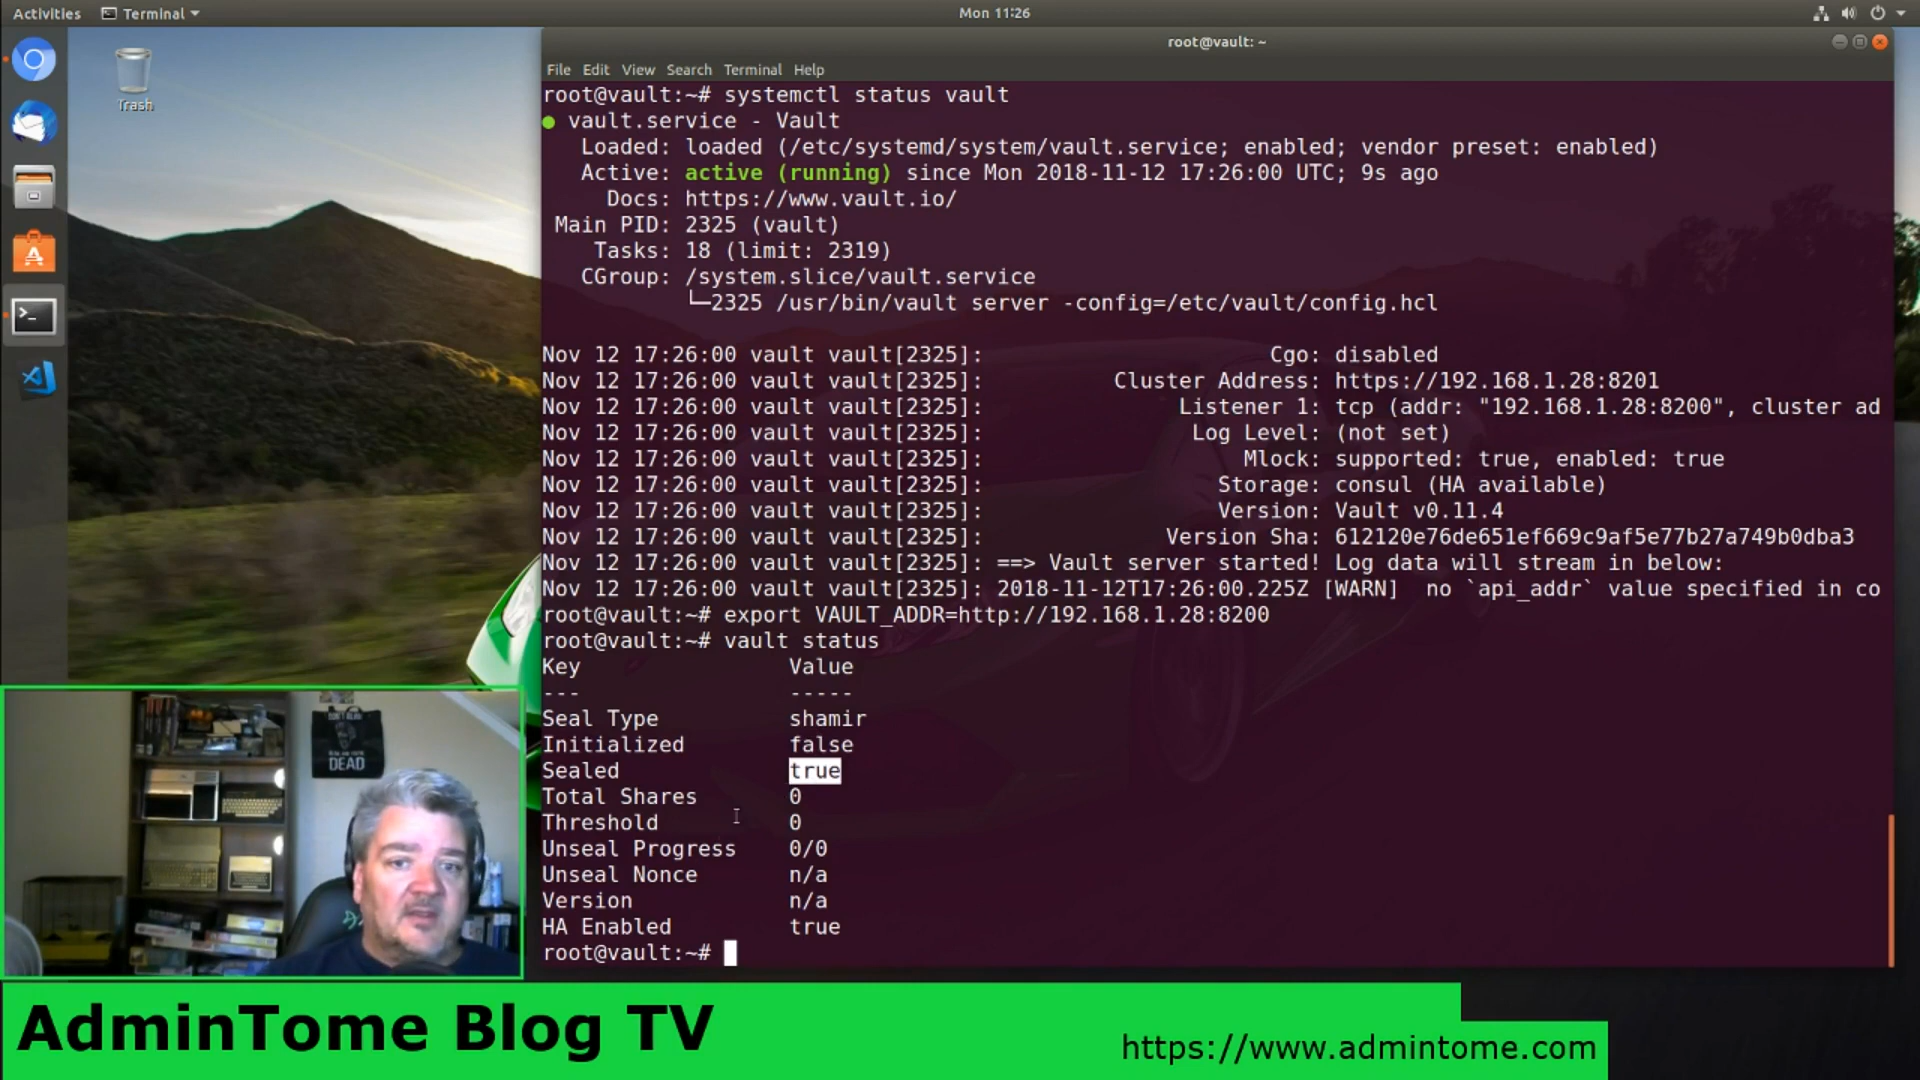 Activities
Terminal
Mon 11:26
Trash
root@vault: ~
File Edit View Search Terminal Help
root@vault:~# systemctl status vault
● vault.service - Vault
Loaded: loaded (/etc/systemd/system/vault.service; enabled; vendor preset: enabled)
Active: active (running) since Mon 2018-11-12 17:26:00 UTC; 9s ago
Docs: https://www.vault.io/
Main PID: 2325 (vault)
Tasks: 18 (limit: 2319)
CGroup: /system.slice/vault.service
└─2325 /usr/bin/vault server -config=/etc/vault/config.hcl
Nov 12 17:26:00 vault vault[2325]: Cgo: disabled
Nov 12 17:26:00 vault vault[2325]: Cluster Address: https://192.168.1.28:8201
Nov 12 17:26:00 vault vault[2325]: Listener 1: tcp (addr: "192.168.1.28:8200", cluster ad
Nov 12 17:26:00 vault vault[2325]: Log Level: (not set)
Nov 12 17:26:00 vault vault[2325]: Mlock: supported: true, enabled: true
Nov 12 17:26:00 vault vault[2325]: Storage: consul (HA available)
Nov 12 17:26:00 vault vault[2325]: Version: Vault v0.11.4
Nov 12 17:26:00 vault vault[2325]: Version Sha: 612120e76de651ef669c9af5e77b27a749b0dba3
Nov 12 17:26:00 vault vault[2325]: ==> Vault server started! Log data will stream in below:
Nov 12 17:26:00 vault vault[2325]: 2018-11-12T17:26:00.225Z [WARN]  no `api_addr` value specified in co
root@vault:~# export VAULT_ADDR=http://192.168.1.28:8200
root@vault:~# vault status
Key Value
--- -----
Seal Type shamir
Initialized false
Sealed true
Total Shares 0
Threshold 0
Unseal Progress 0/0
Unseal Nonce n/a
Version n/a
HA Enabled true
root@vault:~#
DEAD
AdminTome Blog TV
https://www.admintome.com